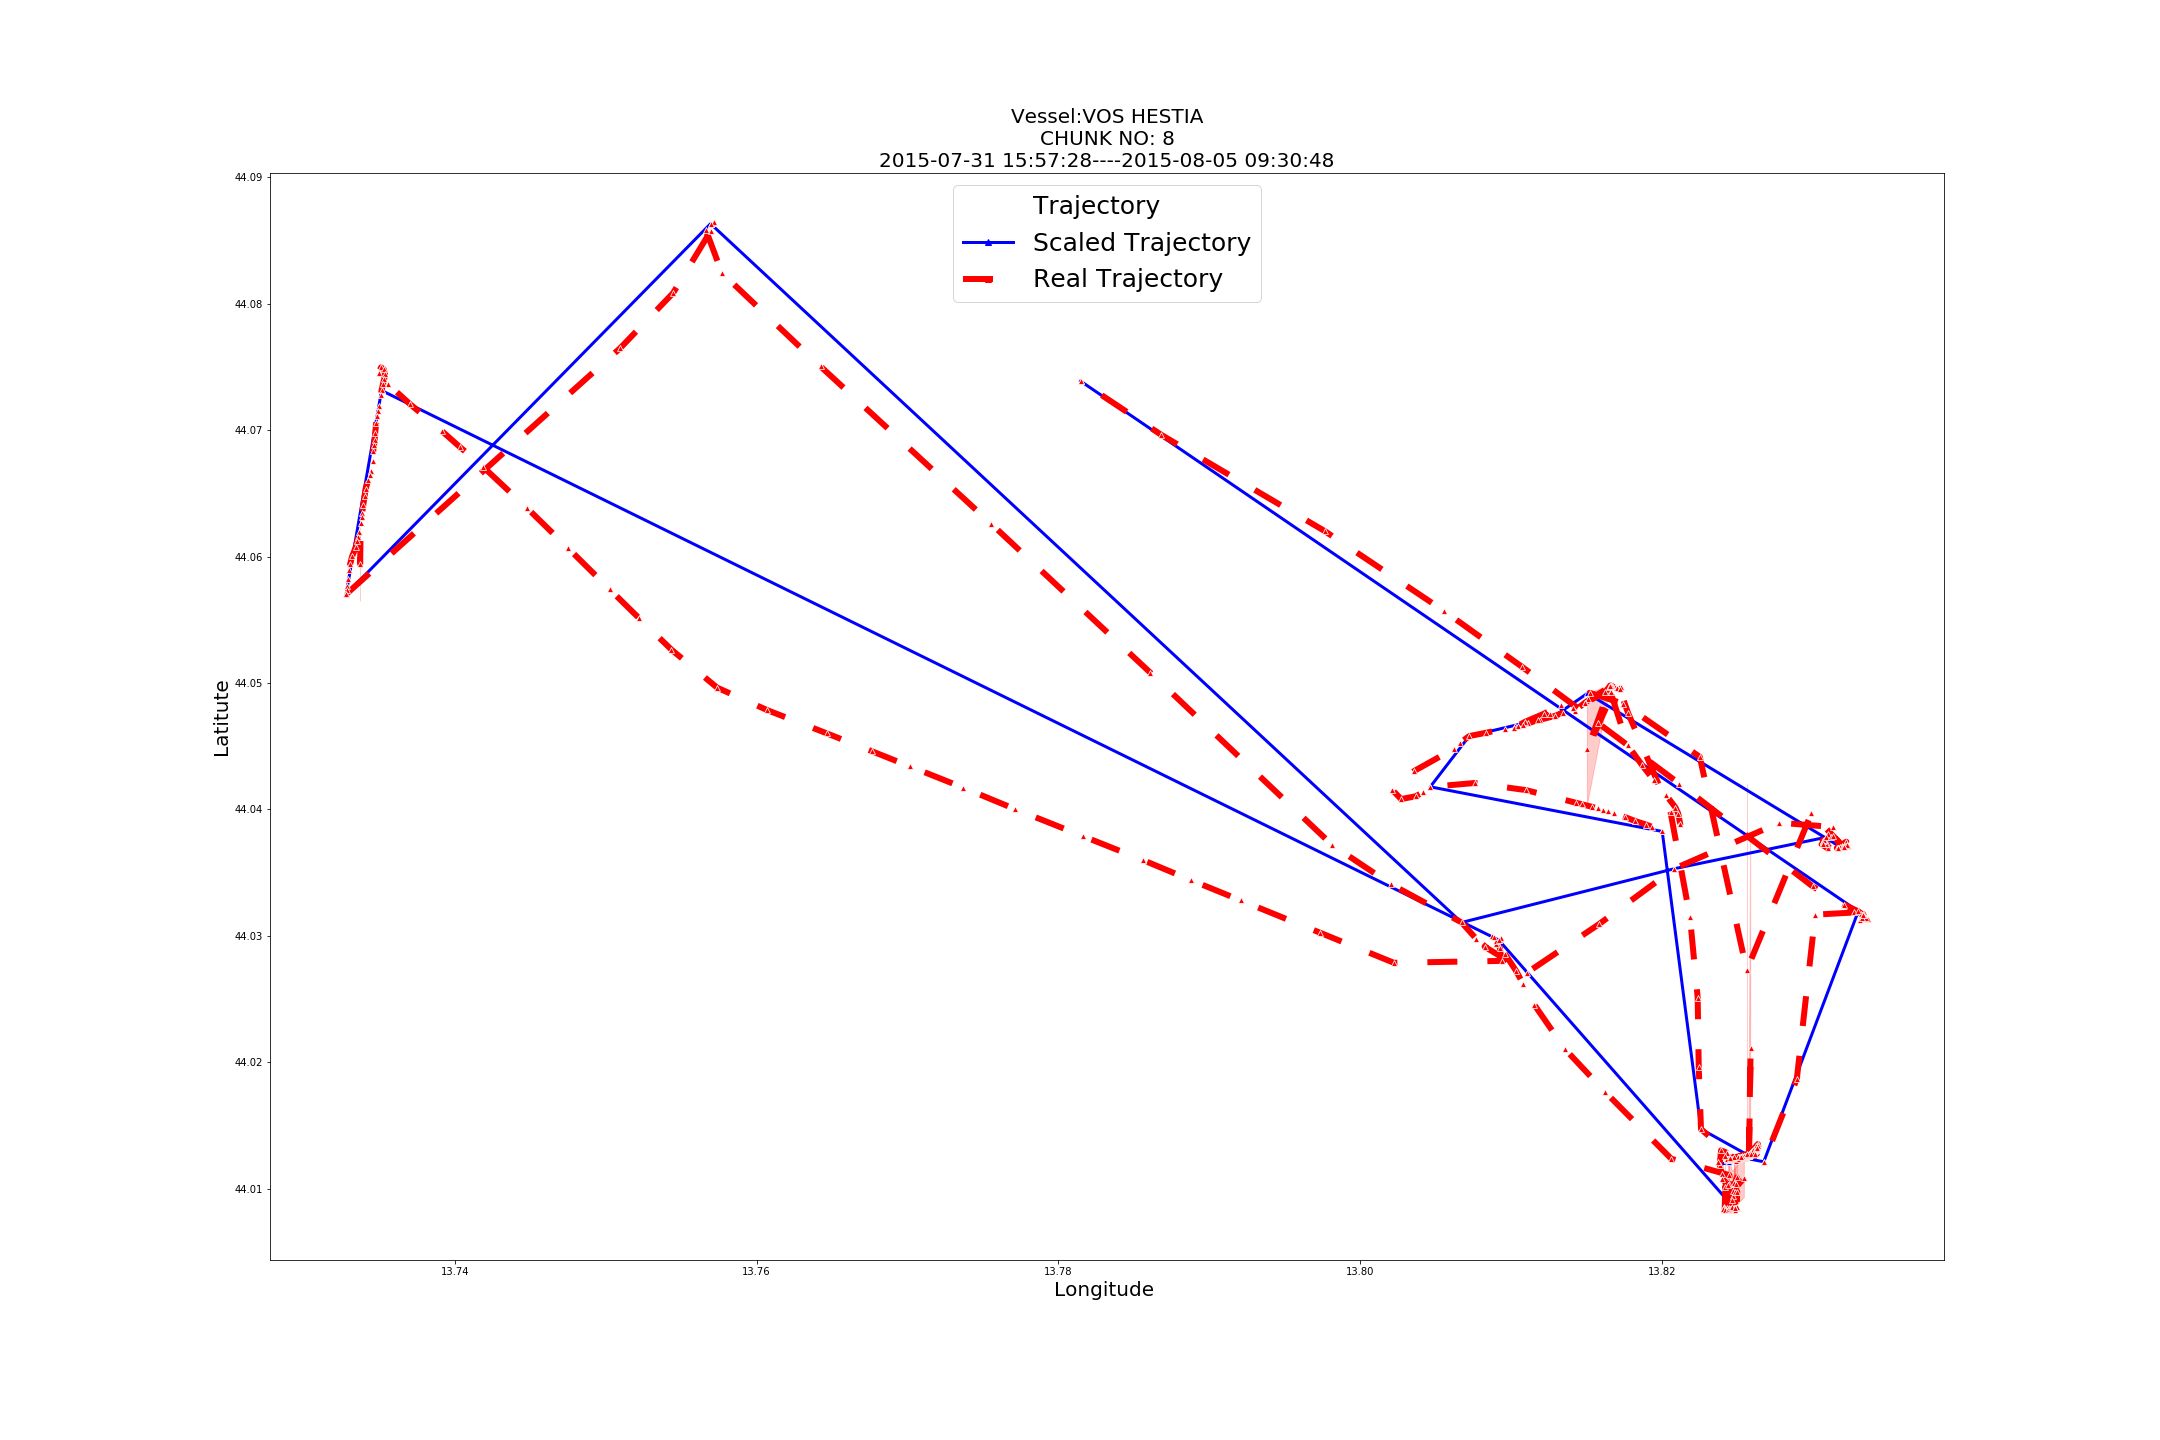 Vessel:VOS HESTIA
CHUNK NO: 8
2015-07-31 15:57:28----2015-08-05 09:30:48
Trajectory
Scaled Trajectory
Real Trajectory
44.09
44.08
44.07
44.06
44.05
44.04
44.03
44.02
44.01
Latitute
13.74
13.76
13.78
13.80
13.82
Longitude